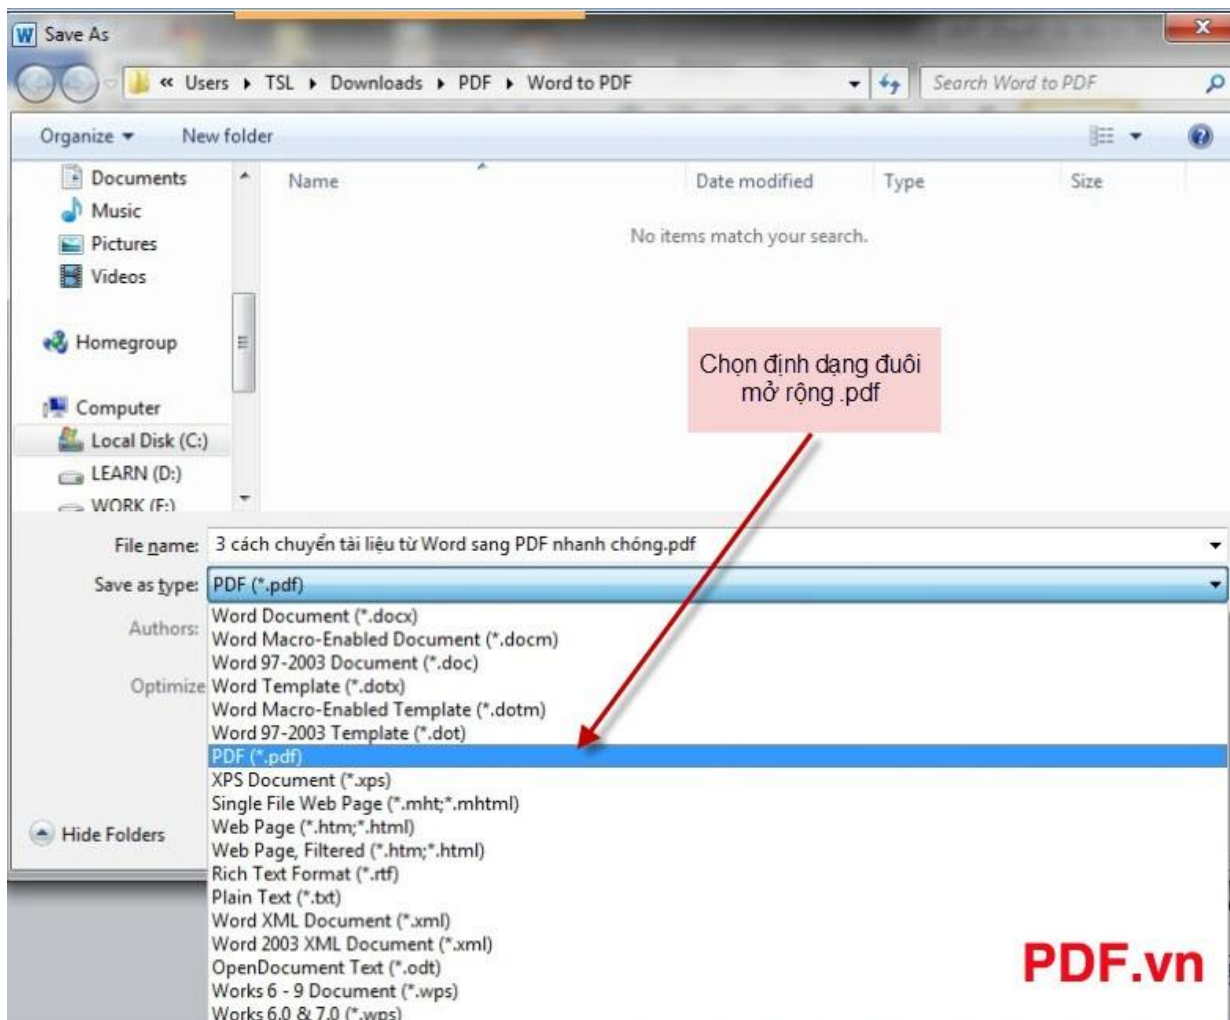 Save As
« Users ▸ TSL ▸ Downloads ▸ PDF ▸ Word to PDF
Search Word to PDF
Organize New folder
Documents
Music
Pictures
Videos
Homegroup
Computer
Local Disk (C:)
LEARN (D:)
WORK (E:)
Name Date modified Type Size
No items match your search.
Chọn định dạng đuôi
mở rộng .pdf
File name: 3 cách chuyển tài liệu từ Word sang PDF nhanh chóng.pdf
Save as type: PDF (*.pdf)
Authors:
Optimize
Word Document (*.docx)
Word Macro-Enabled Document (*.docm)
Word 97-2003 Document (*.doc)
Word Template (*.dotx)
Word Macro-Enabled Template (*.dotm)
Word 97-2003 Template (*.dot)
PDF (*.pdf)
XPS Document (*.xps)
Single File Web Page (*.mht;*.mhtml)
Web Page (*.htm;*.html)
Web Page, Filtered (*.htm;*.html)
Rich Text Format (*.rtf)
Plain Text (*.txt)
Word XML Document (*.xml)
Word 2003 XML Document (*.xml)
OpenDocument Text (*.odt)
Works 6 - 9 Document (*.wps)
Works 6.0 & 7.0 (*.wps)
Hide Folders
PDF.vn